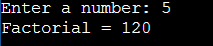 Enter a number: 5
Factorial = 120